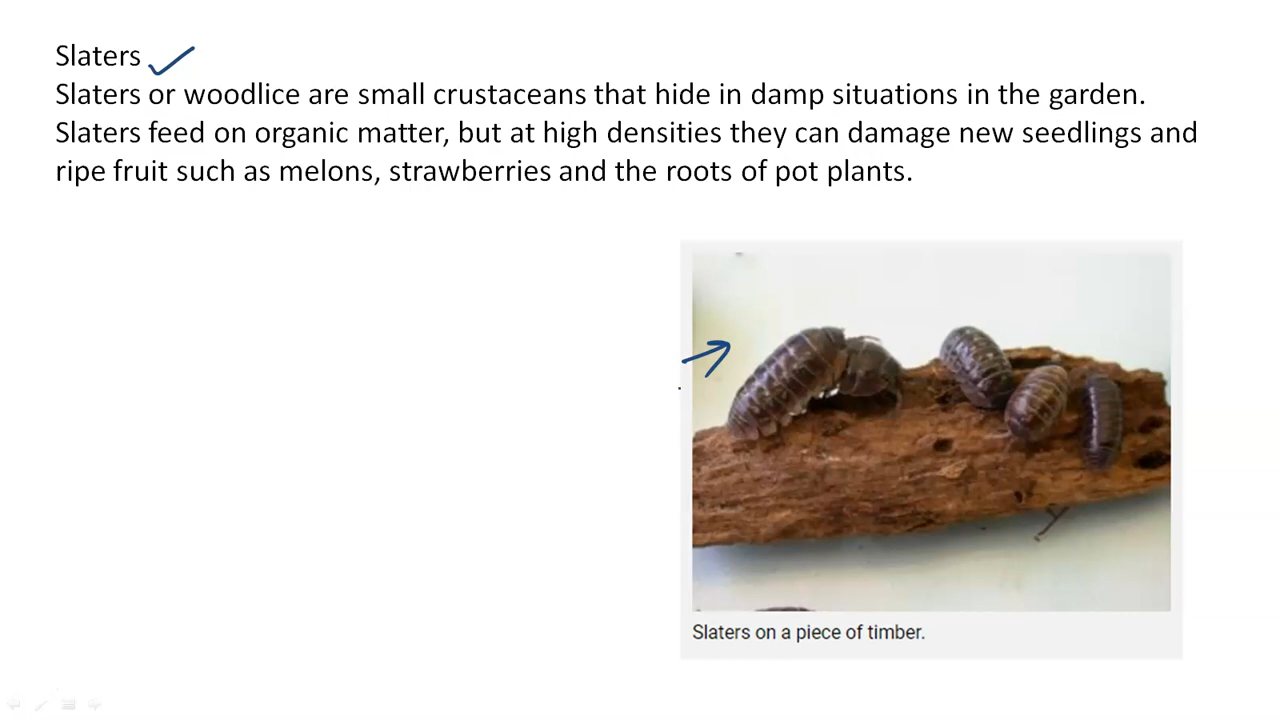 Slaters
Slaters or woodlice are small crustaceans that hide in damp situations in the garden.
Slaters feed on organic matter, but at high densities they can damage new seedlings and
ripe fruit such as melons, strawberries and the roots of pot plants.
Slaters on a piece of timber.